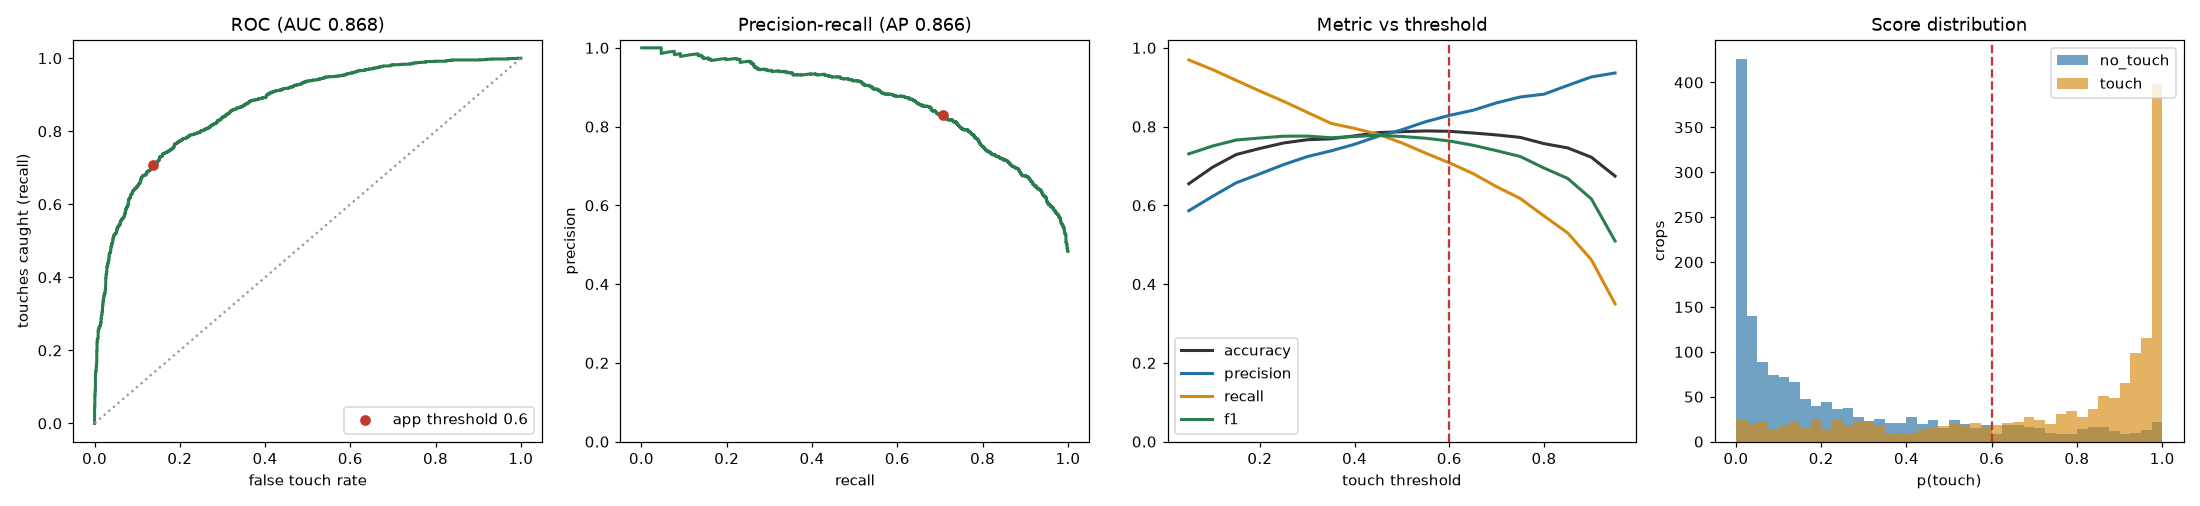 ROC (AUC 0.868)
1.0
0.8
0.6
0.4
0.2
0.0
touches caught (recall)
app threshold 0.6
0.0 0.2 0.4 0.6 0.8 1.0
false touch rate
Precision-recall (AP 0.866)
1.0
0.8
0.6
0.4
0.2
0.0
precision
0.0 0.2 0.4 0.6 0.8 1.0
recall
Metric vs threshold
1.0
0.8
0.6
0.4
0.2
0.0
accuracy
precision
recall
f1
0.2 0.4 0.6 0.8
touch threshold
Score distribution
no_touch
touch
400
350
300
250
200
150
100
50
0
crops
0.0 0.2 0.4 0.6 0.8 1.0
p(touch)